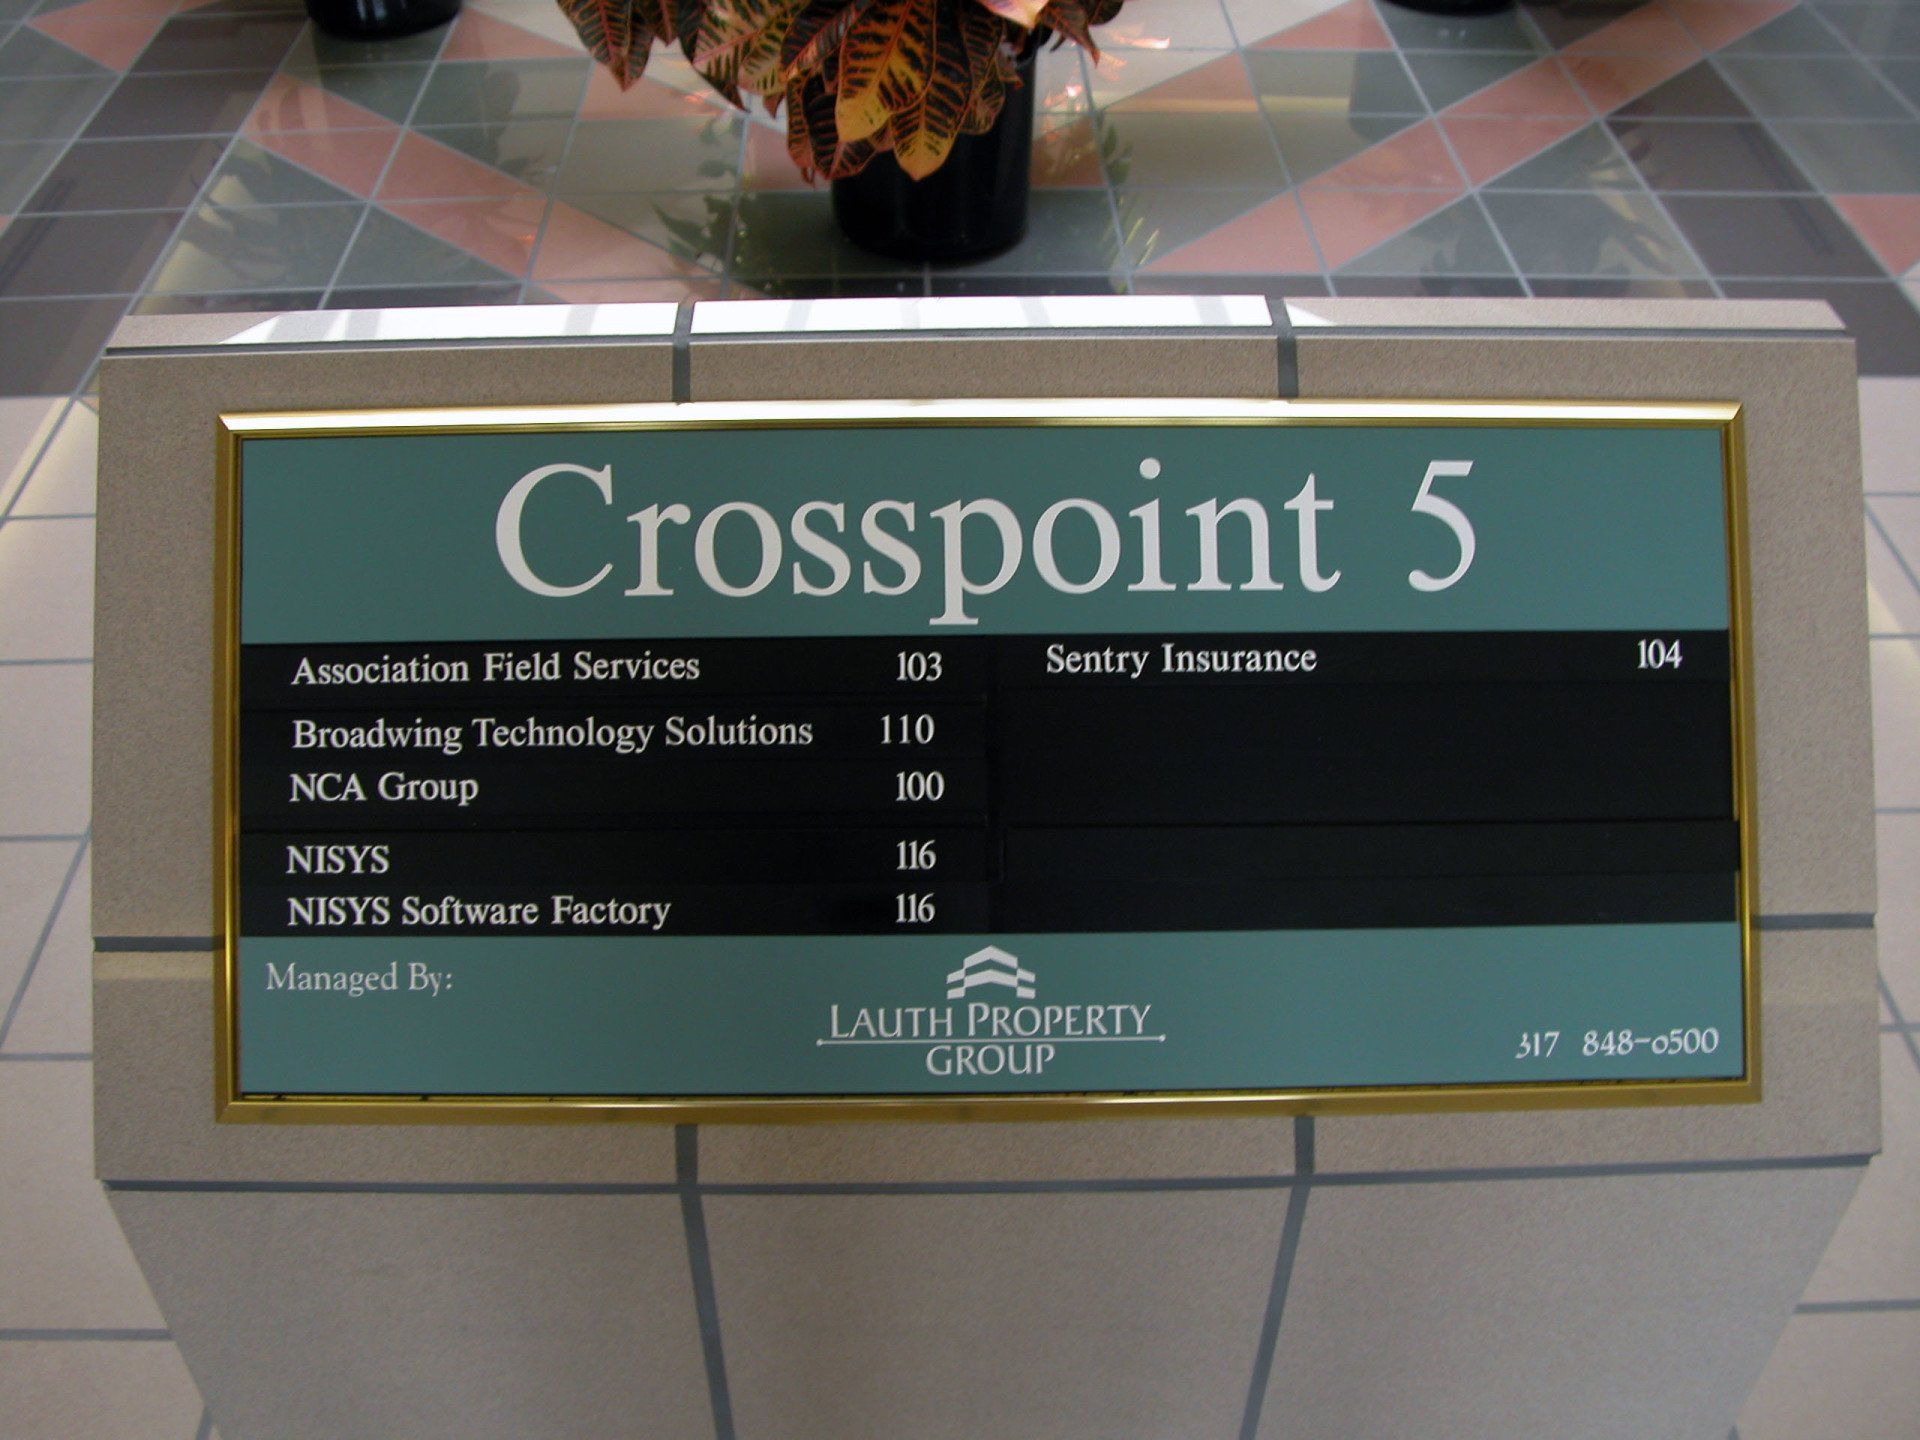 Crosspoint 5
Association Field Services 103
Broadwing Technology Solutions 110
NCA Group 100
NISYS 116
NISYS Software Factory 116
Sentry Insurance 104
Managed By:
LAUTH PROPERTY
GROUP
317 848-0500